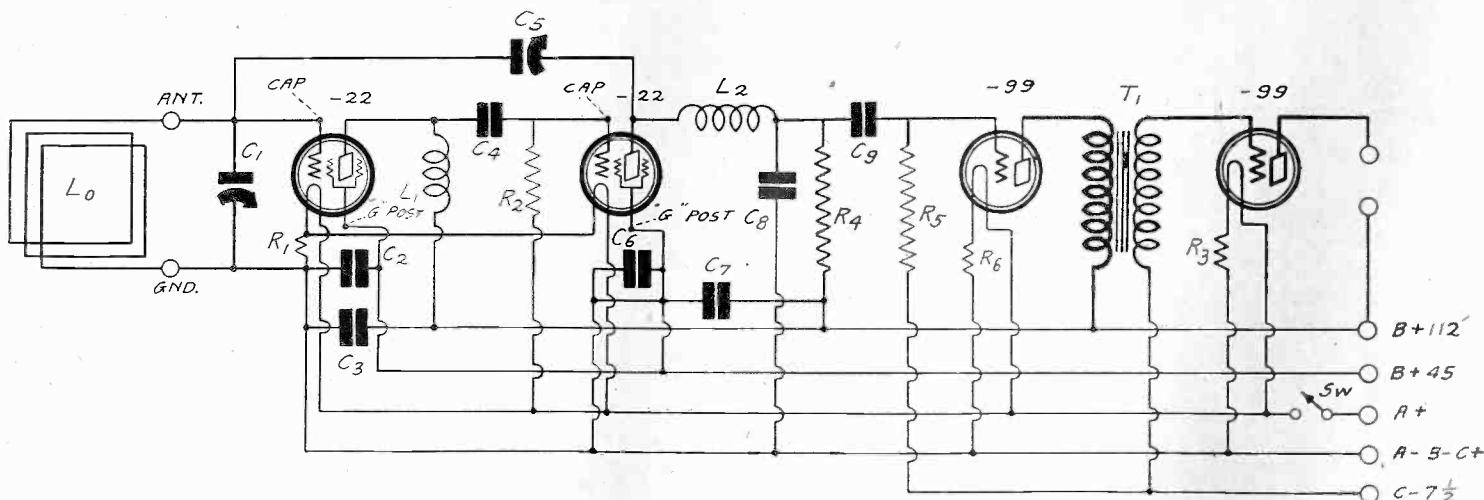 C5
CAP
-22
CAP
-22
L2
-99
T1
-99
ANT.
C1
C4
C9
L0
L1
R2
"G" POST
"G" POST
C8
R4
R5
R1
C2
C6
C7
R6
R3
GND.
C3
B+112
B+45
SW
A+
A-B-C+
C-7½